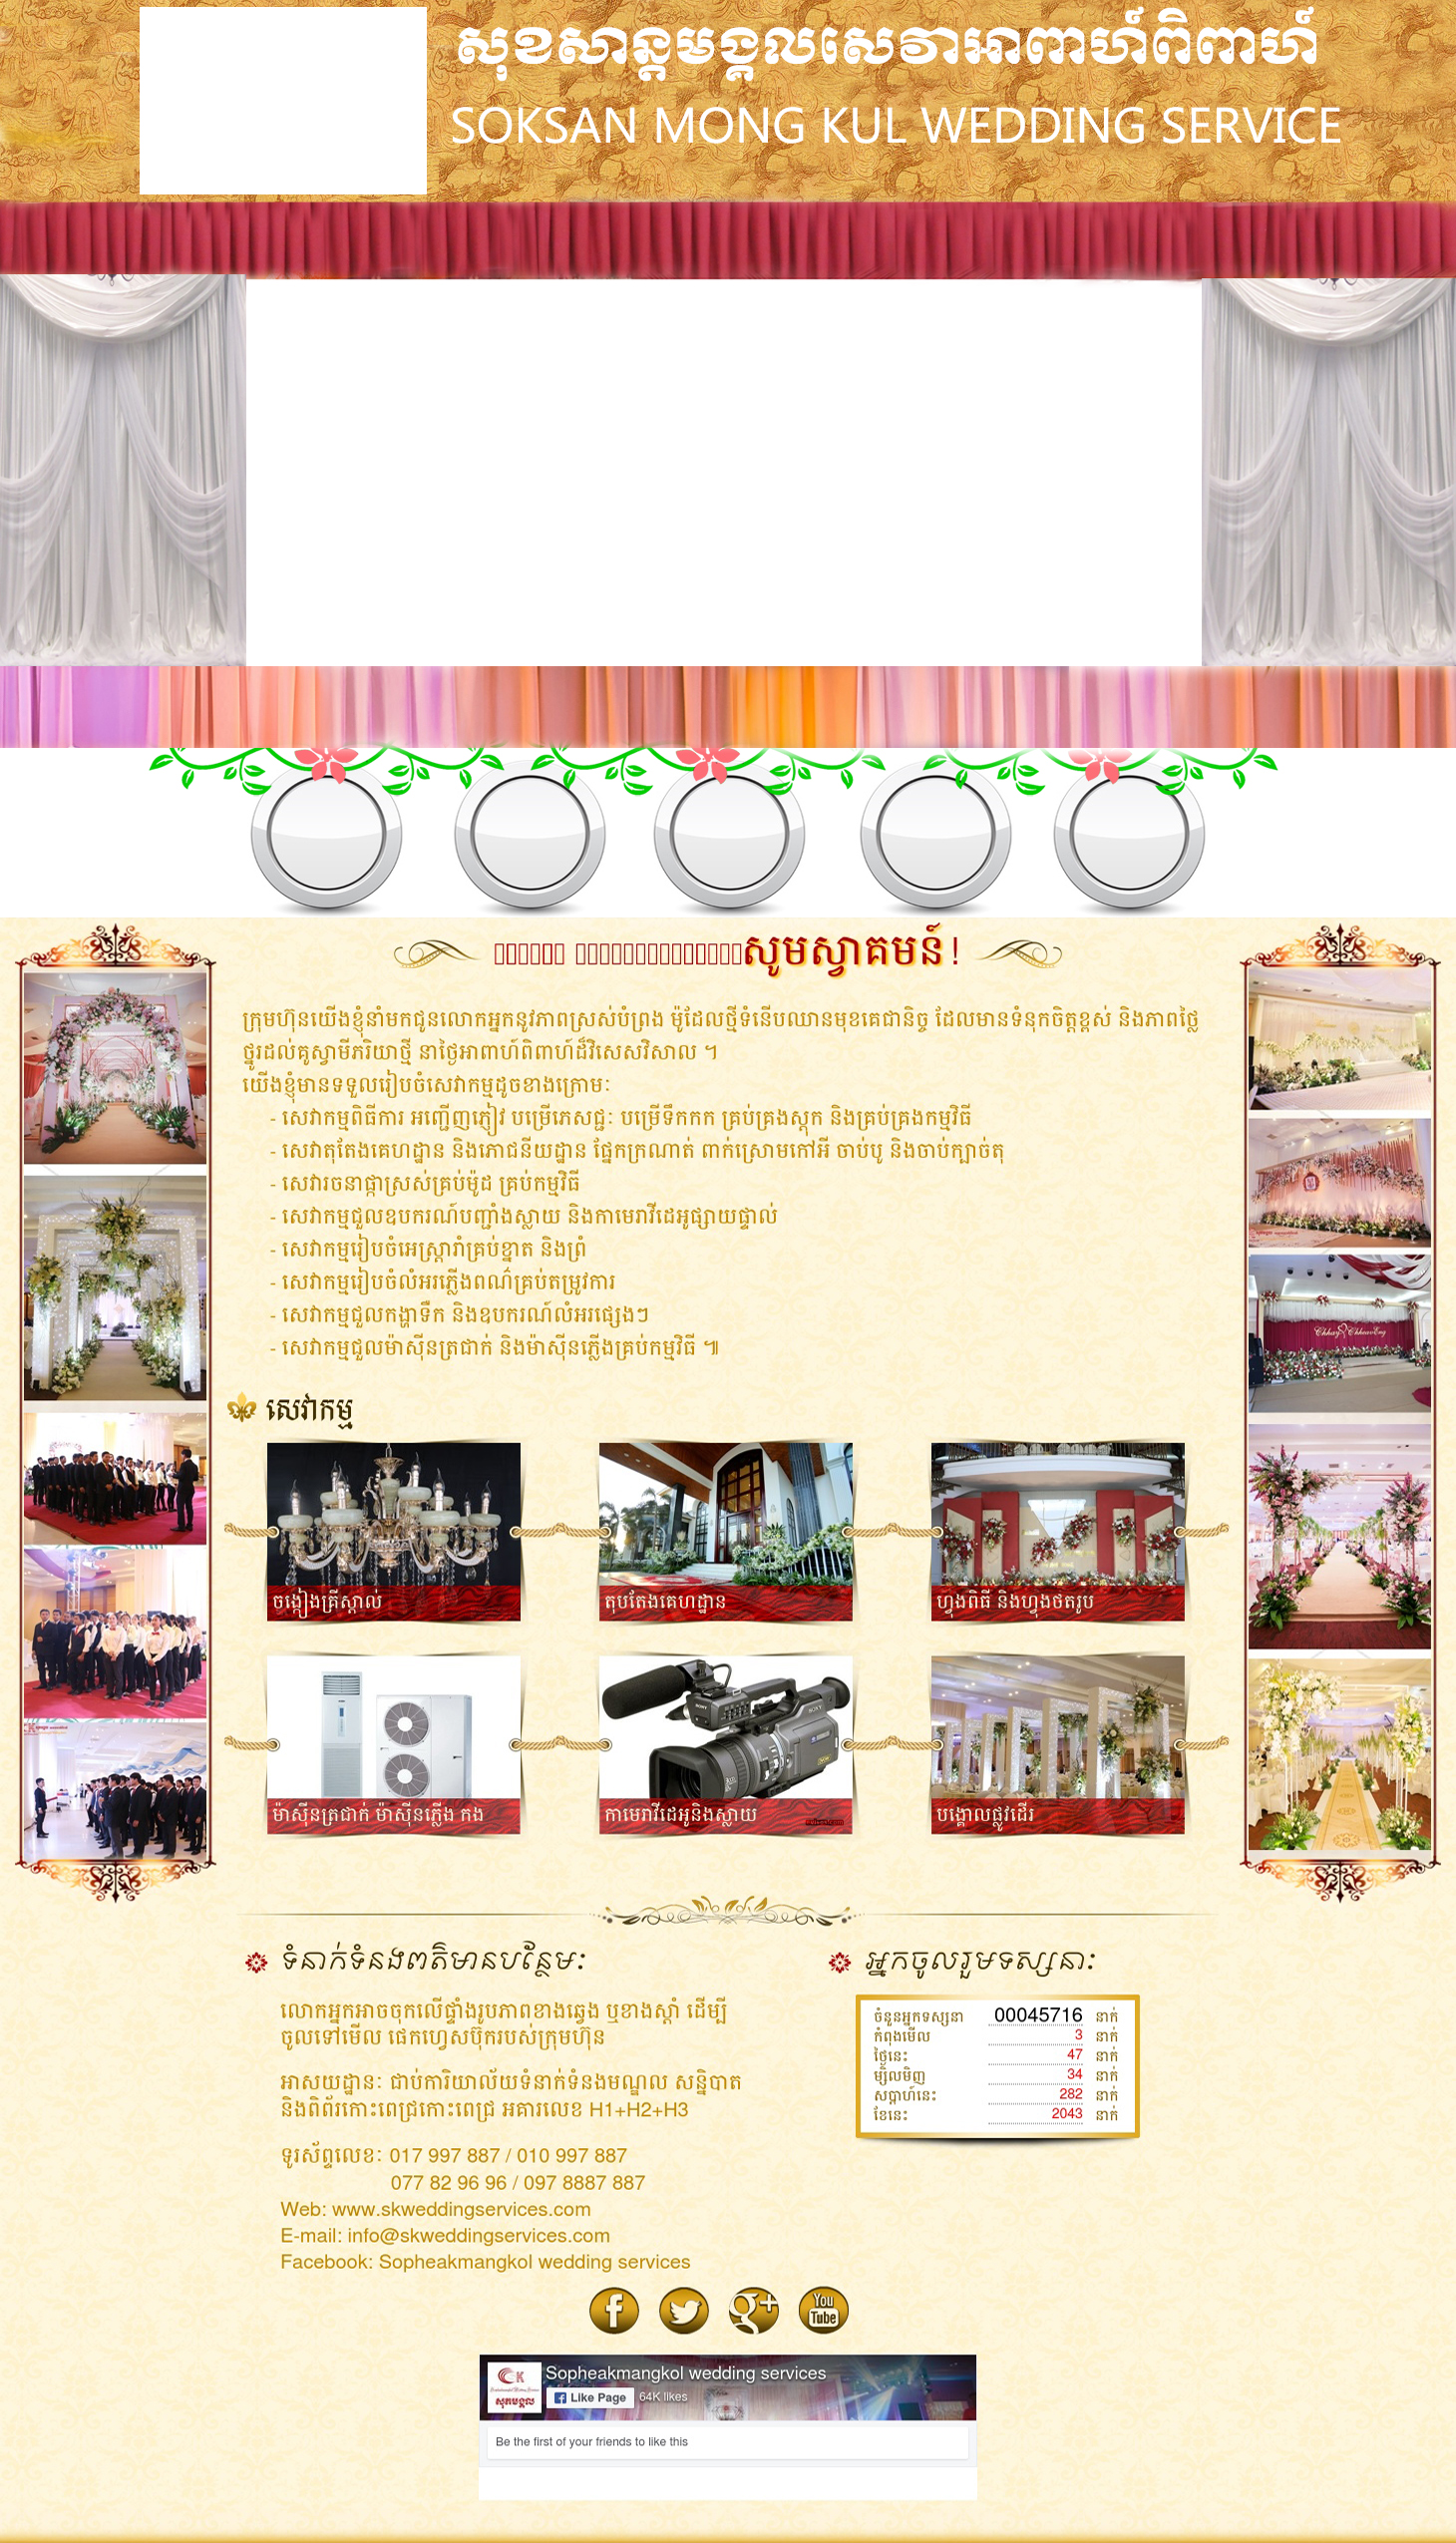 សុខសាន្តមង្គលសេវាអាពាហ៍ពិពាហ៍
SOKSAN MONG KUL WEDDING SERVICE
សូមស្វាគមន៍ !
ក្រុមហ៊ុនយើងខ្ញុំនាំមកជូនលោកអ្នកនូវភាពស្រស់បំព្រង ម៉ូដែលថ្មីទំនើបឈានមុខគេជានិច្ច ដែលមានទំនុកចិត្តខ្ពស់ និងភាពថ្លៃ
ថ្នូរដល់គូស្វាមីភរិយាថ្មី នាថ្ងៃអាពាហ៍ពិពាហ៍ដ៏វិសេសវិសាល ។
យើងខ្ញុំមានទទួលរៀបចំសេវាកម្មដូចខាងក្រោមៈ
- សេវាកម្មពិធីការ អញ្ជើញភ្ញៀវ បម្រើភេសជ្ជៈ បម្រើទឹកកក គ្រប់គ្រងស្តុក និងគ្រប់គ្រងកម្មវិធី
- សេវាតុតែងគេហដ្ឋាន និងភោជនីយដ្ឋាន ផ្នែកក្រណាត់ ពាក់ស្រោមកៅអី ចាប់បូ និងចាប់ក្បាច់តុ
- សេវារចនាផ្កាស្រស់គ្រប់ម៉ូដ គ្រប់កម្មវិធី
- សេវាកម្មជួលឧបករណ៍បញ្ជាំងស្លាយ និងកាមេរាវីដេអូផ្សាយផ្ទាល់
- សេវាកម្មរៀបចំអេស្ត្រារាំគ្រប់ខ្នាត និងព្រំ
- សេវាកម្មរៀបចំលំអរភ្លើងពណ៌គ្រប់តម្រូវការ
- សេវាកម្មជួលកង្ហាទឹក និងឧបករណ៍លំអរផ្សេងៗ
- សេវាកម្មជួលម៉ាស៊ីនត្រជាក់ និងម៉ាស៊ីនភ្លើងគ្រប់កម្មវិធី ៕
សេវាកម្ម
ចង្កៀងគ្រីស្តាល់
តុបតែងគេហដ្ឋាន
ហ្វុងពិធី និងហ្វុងថតរូប
ម៉ាស៊ីនត្រជាក់ ម៉ាស៊ីនភ្លើង កង
កាមេរាវីដេអូនិងស្លាយ
បង្គោលផ្លូវដើរ
ទំនាក់ទំនងពត៌មានបន្ថែមៈ
លោកអ្នកអាចចុកលើផ្ទាំងរូបភាពខាងឆ្វេង ឬខាងស្តាំ ដើម្បី
ចូលទៅមើល ផេកហ្វេសប៊ុករបស់ក្រុមហ៊ុន
អាសយដ្ឋានៈ ជាប់ការិយាល័យទំនាក់ទំនងមណ្ឌល សន្និបាត
និងពិព័រកោះពេជ្រកោះពេជ្រ អគារលេខ H1+H2+H3
ទូរស័ព្ទលេខៈ 017 997 887 / 010 997 887
077 82 96 96 / 097 8887 887
Web: www.skweddingservices.com
E-mail: info@skweddingservices.com
Facebook: Sopheakmangkol wedding services
អ្នកចូលរួមទស្សនាៈ
ចំនួនអ្នកទស្សនា 00045716 នាក់
កំពុងមើល 3 នាក់
ថ្ងៃនេះ 47 នាក់
ម្សិលមិញ 34 នាក់
សប្តាហ៍នេះ 282 នាក់
ខែនេះ 2043 នាក់
You
Tube
Sopheakmangkol wedding services
Like Page 64K likes
Be the first of your friends to like this